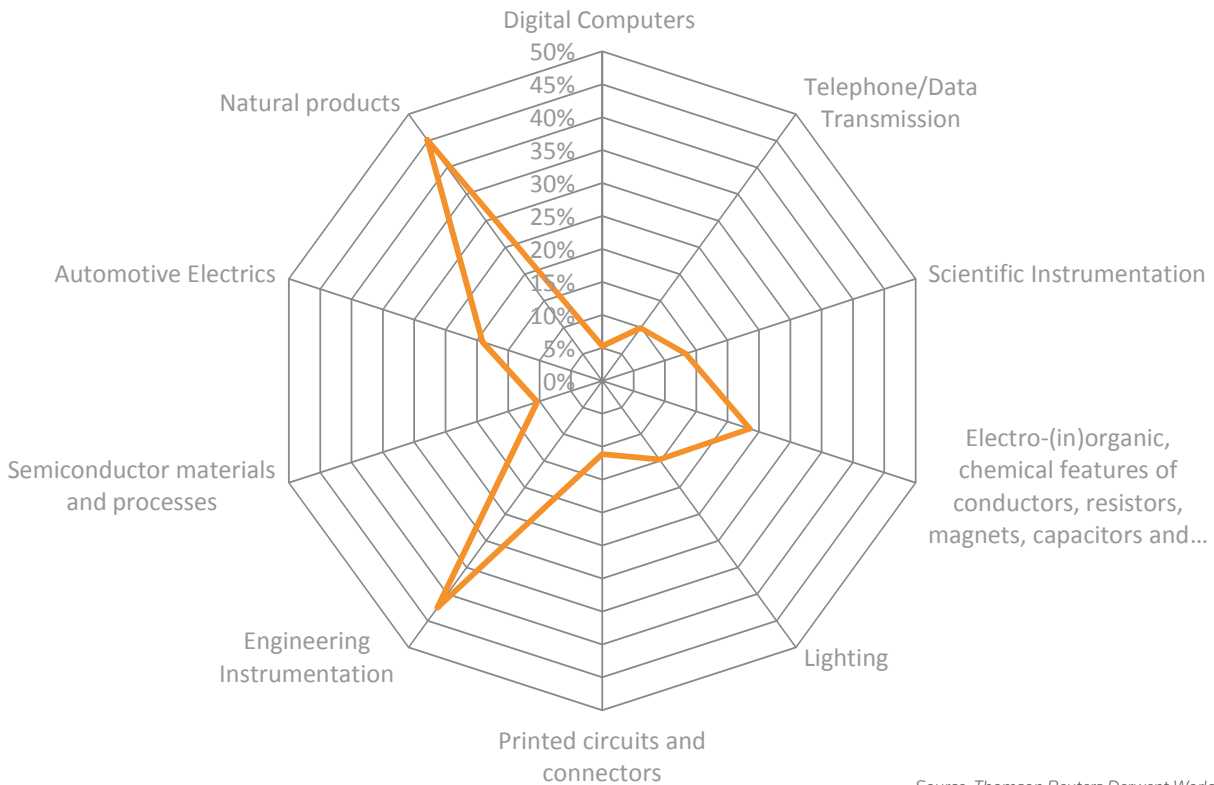 Digital Computers
50%
45%
40%
35%
30%
25%
20%
15%
10%
5%
0%
Telephone/Data
Transmission
Scientific Instrumentation
Electro-(in)organic,
chemical features of
conductors, resistors,
magnets, capacitors and…
Lighting
Printed circuits and
connectors
Engineering
Instrumentation
Semiconductor materials
and processes
Automotive Electrics
Natural products